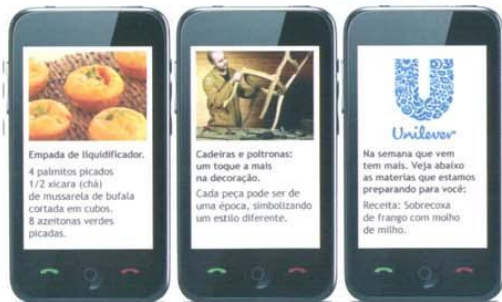 Empada de liquidificador.
4 palmitos picados
1/2 xicara (chá)
de mussarela de bufala
cortada em cubos.
8 azeitonas verdes
picadas.
Cadeiras e poltronas:
um toque a mais
na decoração.
Cada peça pode ser de
uma época, simbolizando
um estilo diferente.
Unilever
Na semana que vem
tem mais. Veja abaixo
as materias que estamos
preparando para você:
Receita: Sobrecoxa
de frango com molho
de milho.